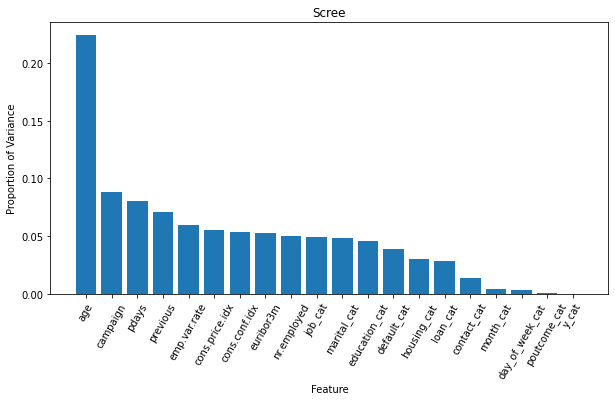 Scree
Proportion of Variance
0.20
0.15
0.10
0.05
0.00
age
campaign
pdays
previous
emp.var.rate
cons.price.idx
cons.conf.idx
euribor3m
nr.employed
job_cat
marital_cat
education_cat
default_cat
housing_cat
loan_cat
contact_cat
month_cat
day_of_week_cat
poutcome_cat
y_cat
Feature